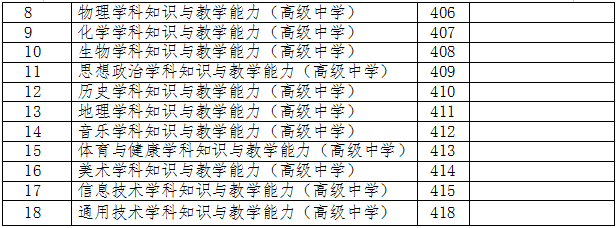 8 物理学科知识与教学能力（高级中学） 406
9 化学学科知识与教学能力（高级中学） 407
10 生物学科知识与教学能力（高级中学） 408
11 思想政治学科知识与教学能力（高级中学） 409
12 历史学科知识与教学能力（高级中学） 410
13 地理学科知识与教学能力（高级中学） 411
14 音乐学科知识与教学能力（高级中学） 412
15 体育与健康学科知识与教学能力（高级中学） 413
16 美术学科知识与教学能力（高级中学） 414
17 信息技术学科知识与教学能力（高级中学） 415
18 通用技术学科知识与教学能力（高级中学） 418